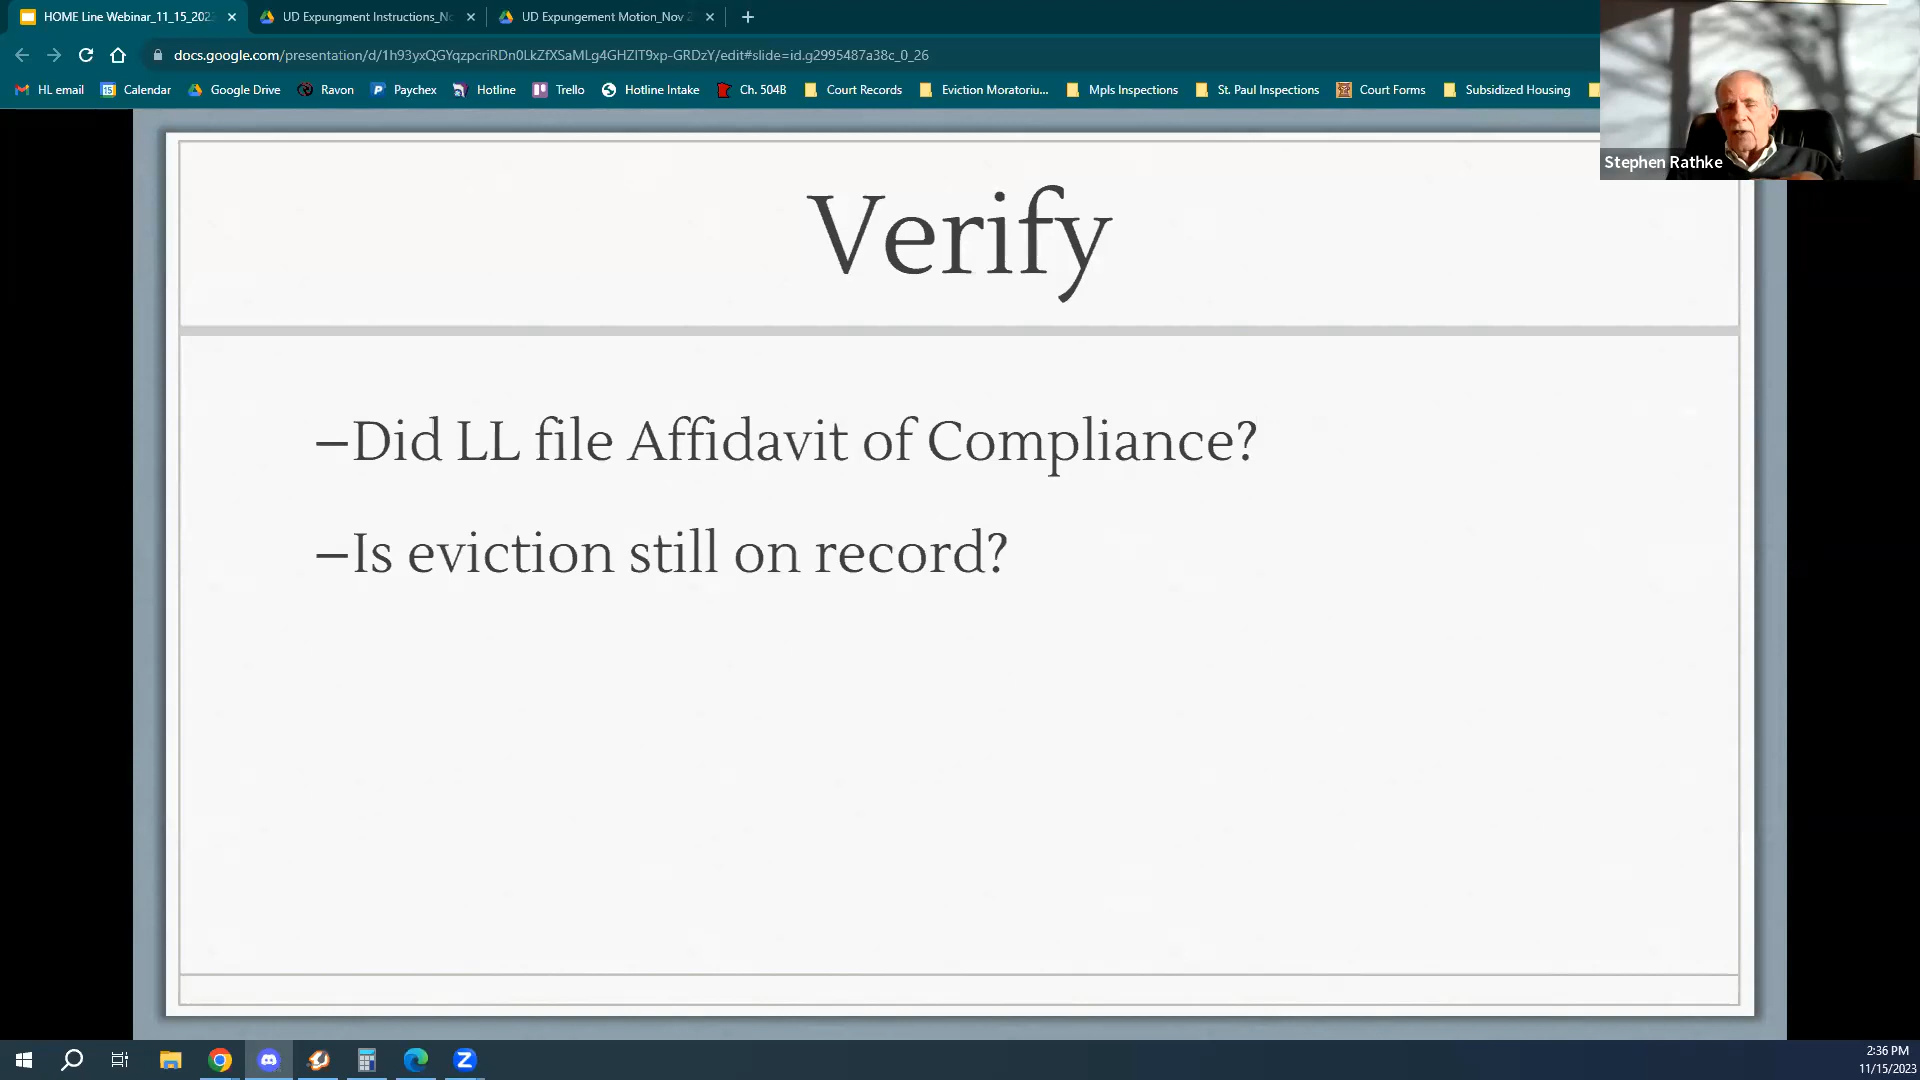 HOME Line Webinar_11_15_202
UD Expungment Instructions_No
UD Expungement Motion_Nov 2
docs.google.com/presentation/d/1h93yxQGYqzpcriRDn0LkZfXSaMLg4GHZIT9xp-GRDzY/edit#slide=id.g2995487a38c_0_26
HL email
Calendar
Google Drive
Ravon
Paychex
Hotline
Trello
Hotline Intake
Ch. 504B
Court Records
Eviction Moratoriu...
Mpls Inspections
St. Paul Inspections
Court Forms
Subsidized Housing
Stephen Rathke
Verify
–Did LL file Affidavit of Compliance?
–Is eviction still on record?
2:36 PM
11/15/2023